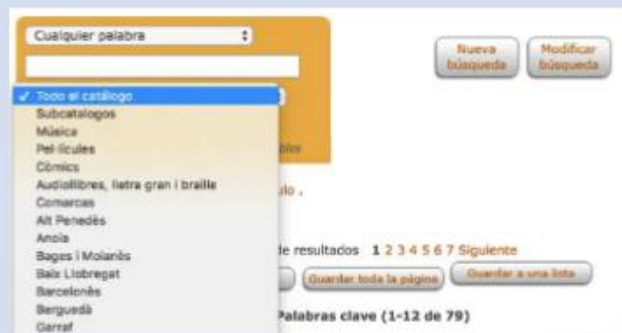 Cualquier palabra
Nueva búsqueda
Modificar búsqueda
✓ Todo el catálogo
Subcatalogos
Música
Pel·lícules
Còmics
Audiollibres, lletra gran i braille
Comarcas
Alt Penedès
Anoia
Bages i Moianès
Baix Llobregat
Barcelonès
Berguedà
Garraf
ulo ,
de resultados 1 2 3 4 5 6 7 Siguiente
Guardar toda la página
Guardar a una lista
Palabras clave (1-12 de 79)